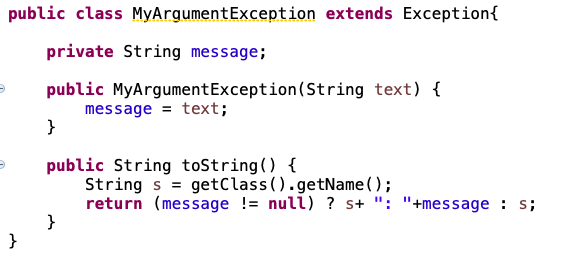 public class MyArgumentException extends Exception{
private String message;
public MyArgumentException(String text) {
message = text;
}
public String toString() {
String s = getClass().getName();
return (message != null) ? s+ ": "+message : s;
}
}